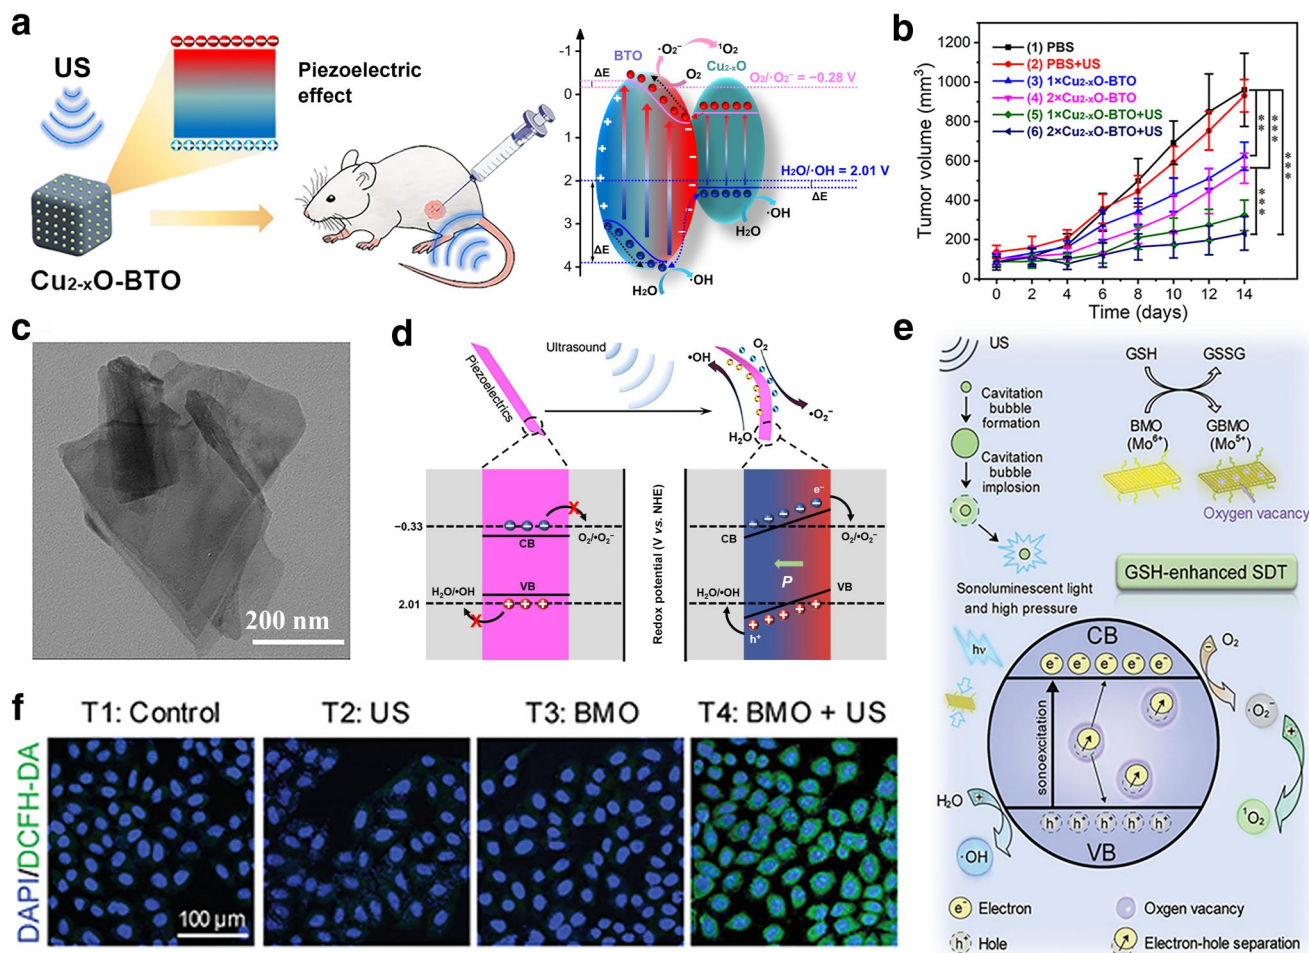 a
US
Piezoelectric
effect
Cu2-xO-BTO
-1
0
1
2
3
4
BTO
·O₂⁻
¹O₂
O₂
Cu2-xO
ΔE
O₂/·O₂⁻ = −0.28 V
H₂O/·OH = 2.01 V
ΔE
·OH
H₂O
ΔE
·OH
H₂O
b
Tumor volume (mm³)
1200
1000
800
600
400
200
0
(1) PBS
(2) PBS+US
(3) 1×Cu2-xO-BTO
(4) 2×Cu2-xO-BTO
(5) 1×Cu2-xO-BTO+US
(6) 2×Cu2-xO-BTO+US
**
***
***
***
0 2 4 6 8 10 12 14
Time (days)
c
200 nm
d
Piezoelectrics
Ultrasound
•OH
O₂
H₂O
•O₂⁻
−0.33
CB
O₂/•O₂⁻
X
H₂O/•OH
VB
2.01
X
Redox potential (V vs. NHE)
e⁻
CB
O₂/•O₂⁻
P
H₂O/•OH
VB
h⁺
e
US
Cavitation
bubble
formation
Cavitation
bubble
implosion
Sonoluminescent light
and high pressure
GSH
GSSG
BMO
(Mo⁶⁺)
GBMO
(Mo⁵⁺)
Oxygen vacancy
GSH-enhanced SDT
hν
CB
e⁻ e⁻ e⁻ e⁻ e⁻
sonoexcitation
h⁺ h⁺ h⁺ h⁺ h⁺
VB
O₂
·O₂⁻
¹O₂
H₂O
·OH
e⁻ Electron
Oxgen vacancy
h⁺ Hole
Electron-hole separation
f
T1: Control
T2: US
T3: BMO
T4: BMO + US
DAPI/DCFH-DA
100 μm